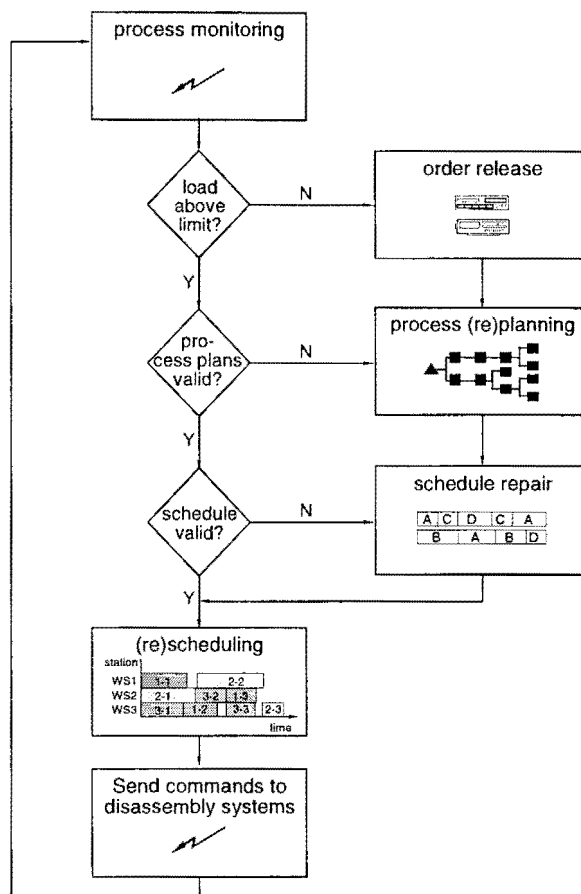 process monitoring
load
above
limit?
N
order release
Y
pro-
cess plans
valid?
N
process (re)planning
Y
schedule
valid?
N
schedule repair
A C D C A
B A B D
Y
(re)scheduling
station
WS1 1-1 2-2
WS2 2-1 3-2 1-3
WS3 3-1 1-2 3-3 2-3
time
Send commands to
disassembly systems